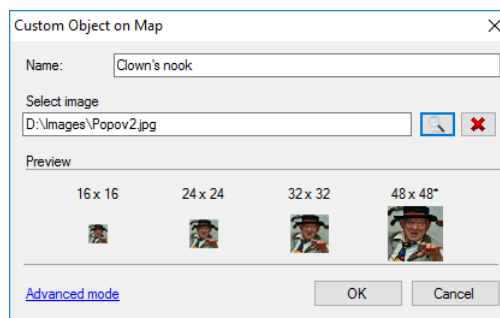 Custom Object on Map
Name: Clown's nook
Select image
D:\Images\Popov2.jpg
Preview
16 x 16 24 x 24 32 x 32 48 x 48*
Advanced mode OK Cancel